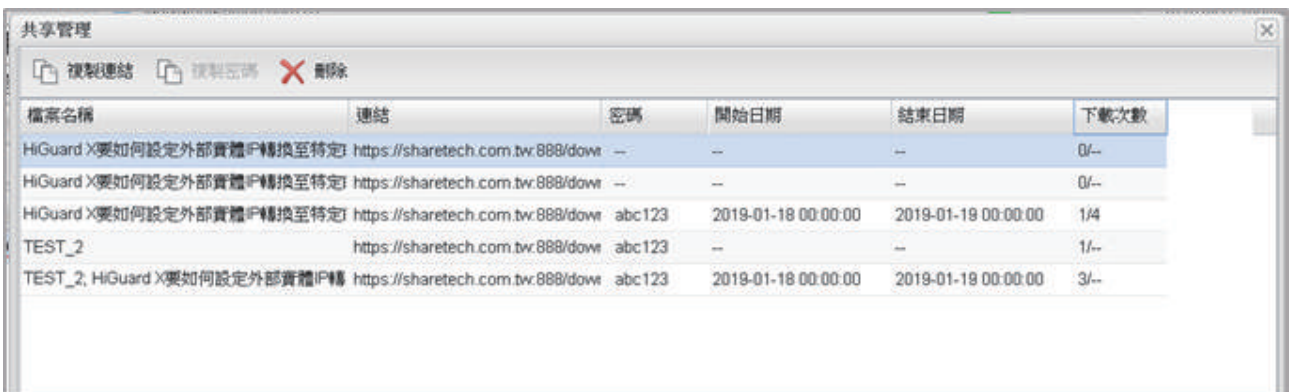 共享管理
複製連結 複製密碼 刪除
檔案名稱 連結 密碼 開始日期 結束日期 下載次數
HiGuard X要如何設定外部實體IP轉換至特定 https://sharetech.com.tw:888/dow -- -- -- 0/--
HiGuard X要如何設定外部實體IP轉換至特定 https://sharetech.com.tw:888/dow -- -- -- 0/--
HiGuard X要如何設定外部實體IP轉換至特定 https://sharetech.com.tw:888/dow abc123 2019-01-18 00:00:00 2019-01-19 00:00:00 1/4
TEST_2 https://sharetech.com.tw:888/dow abc123 -- -- 1/--
TEST_2, HiGuard X要如何設定外部實體IP轉 https://sharetech.com.tw:888/dow abc123 2019-01-18 00:00:00 2019-01-19 00:00:00 3/--